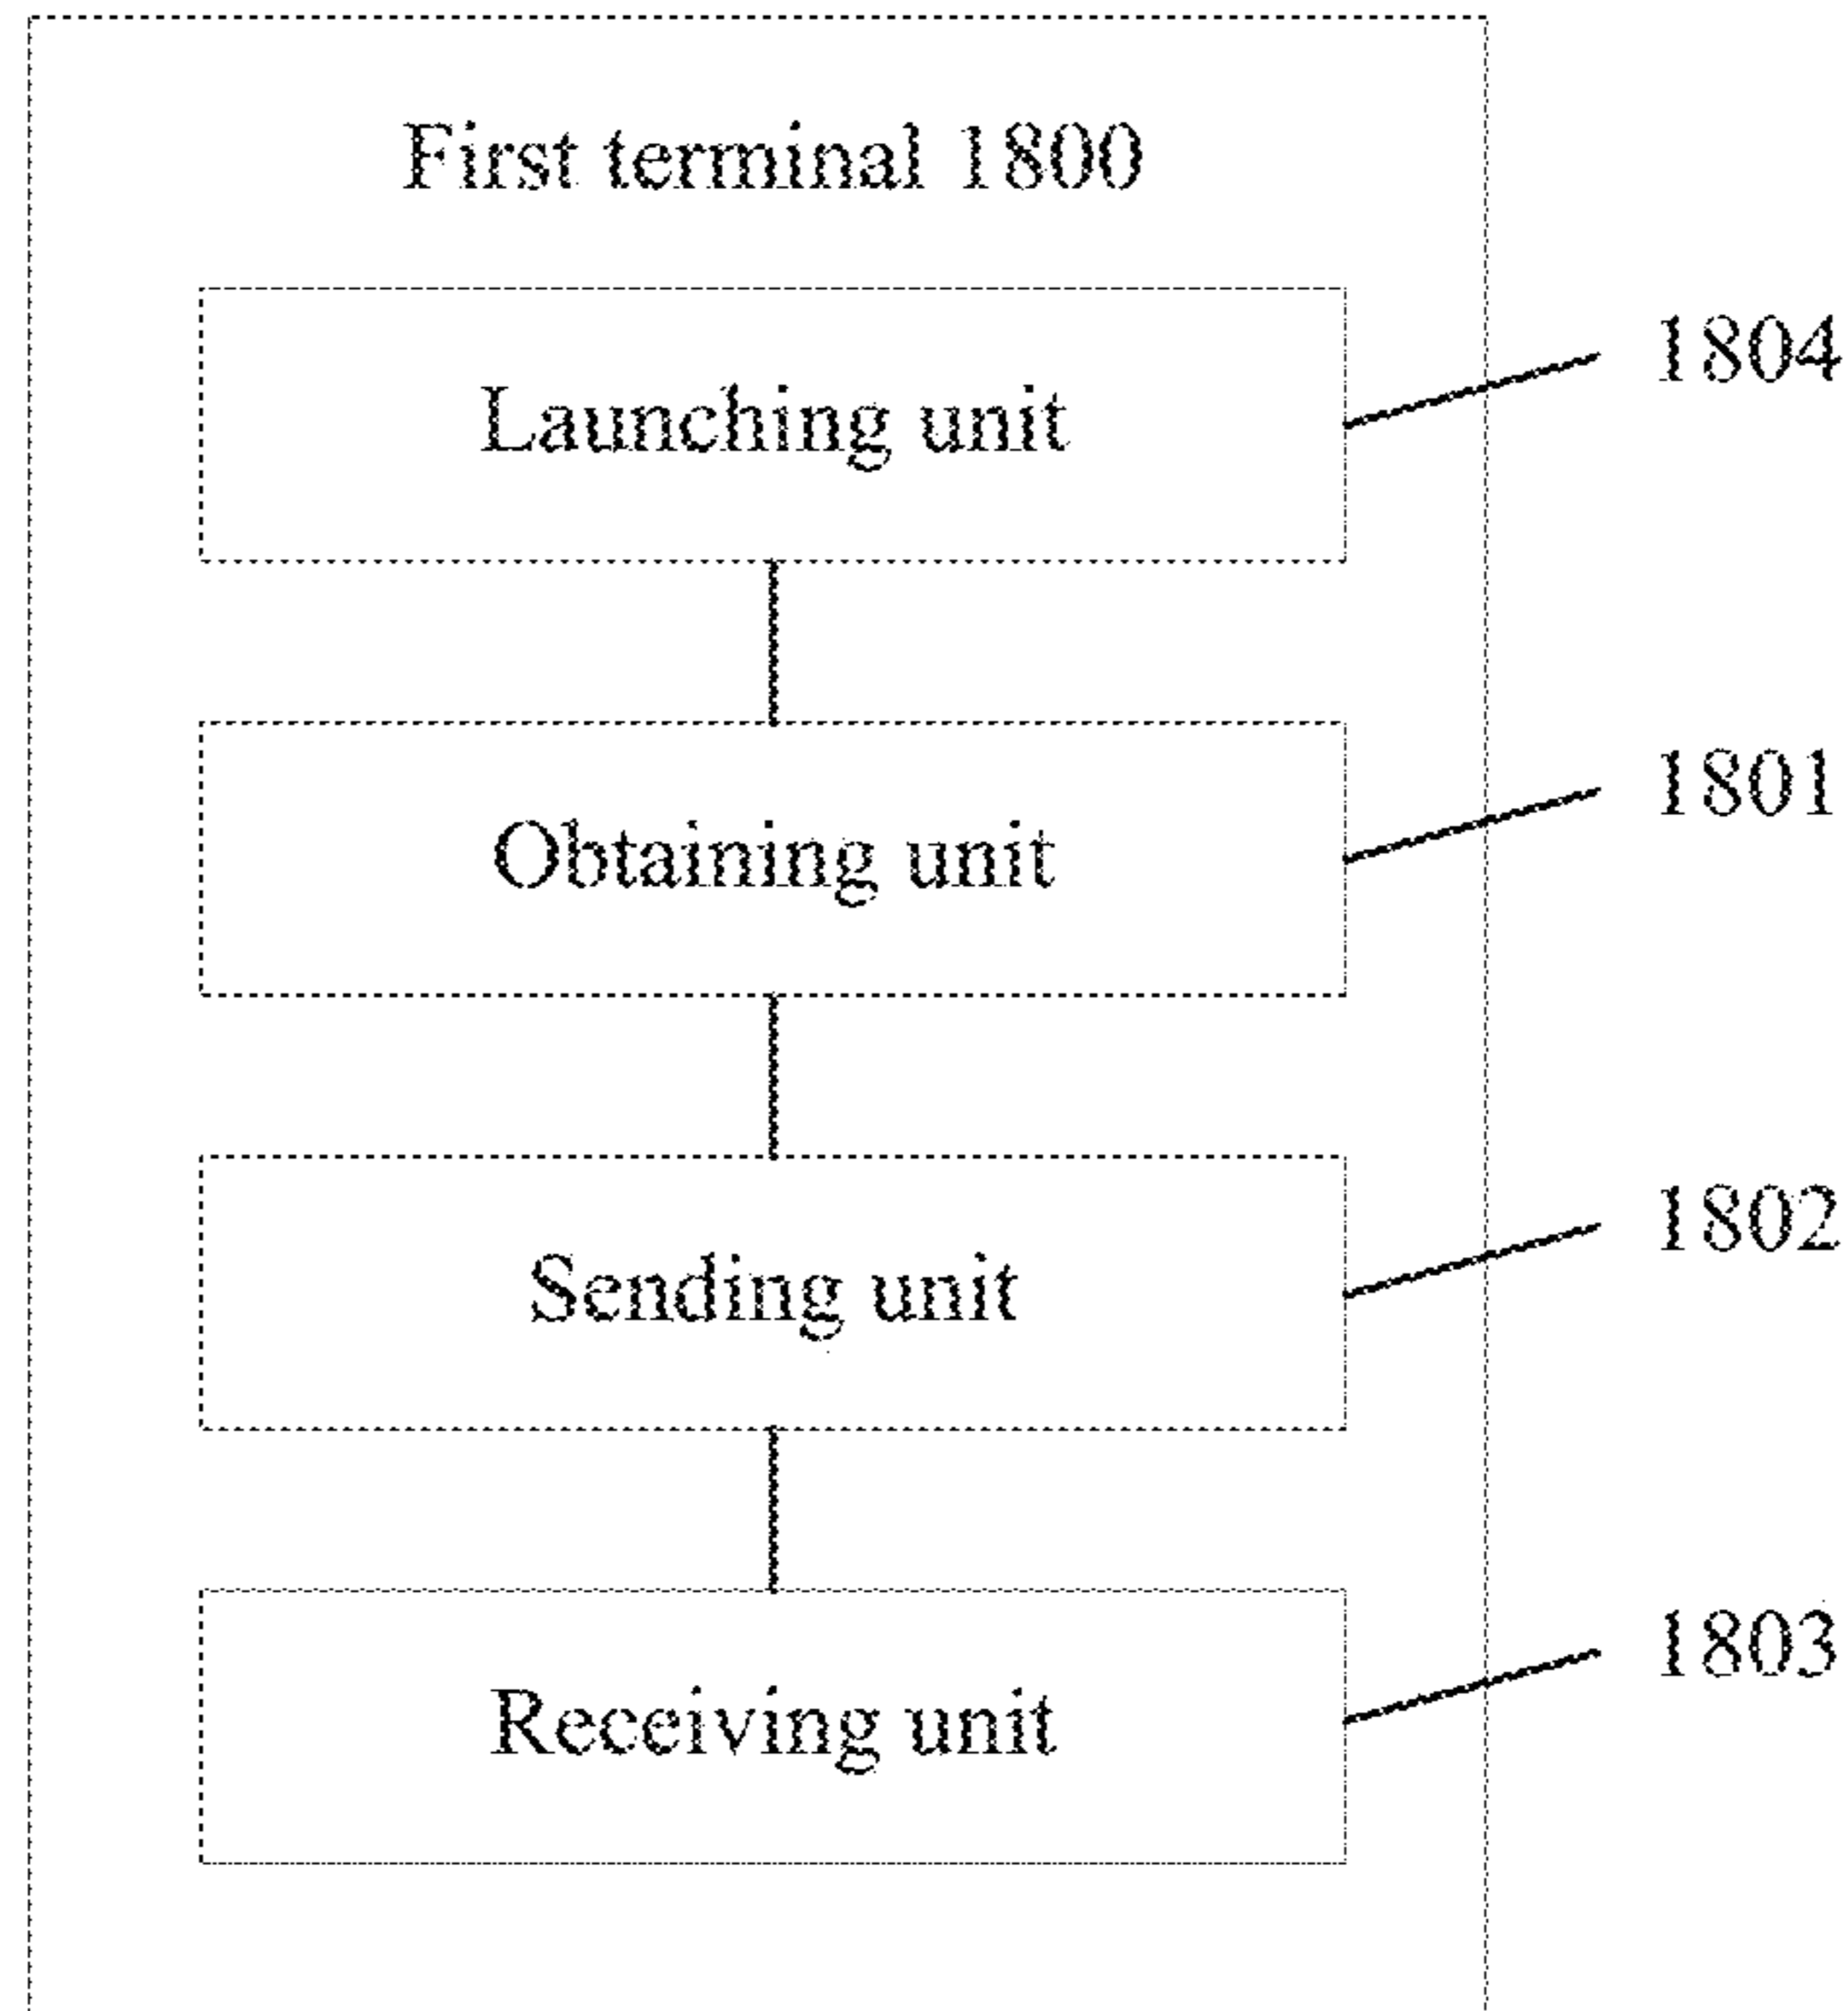 First terminal 1800
Launching unit
1804
Obtaining unit
1801
Sending unit
1802
Receiving unit
1803